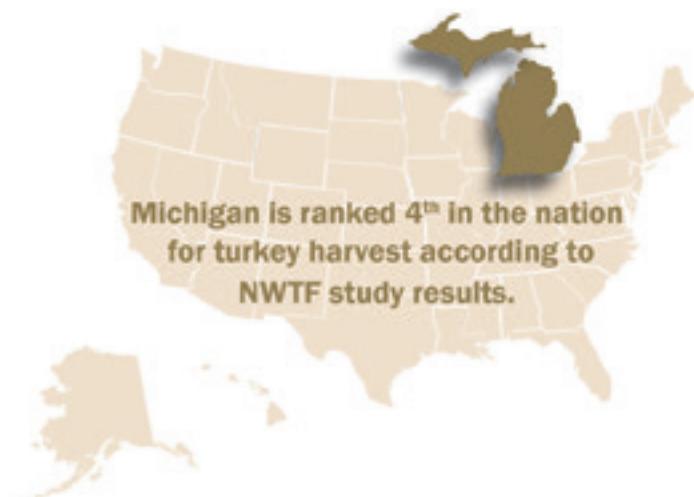 Michigan is ranked 4th in the nation
for turkey harvest according to
NWTF study results.